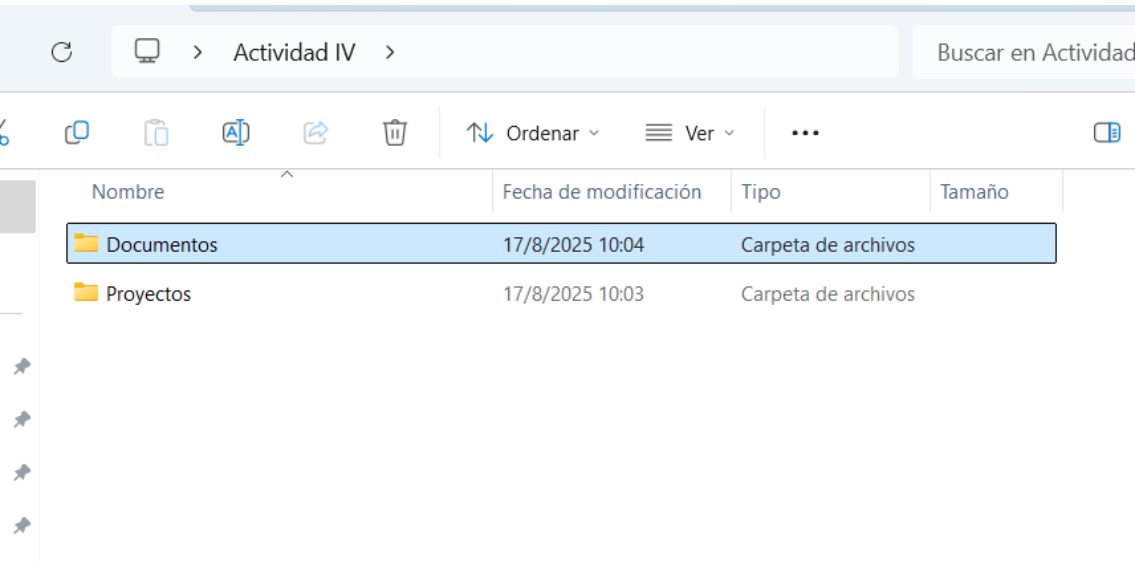 Actividad IV
Buscar en Actividad
Ordenar
Ver
Nombre
Fecha de modificación
Tipo
Tamaño
Documentos
17/8/2025 10:04
Carpeta de archivos
Proyectos
17/8/2025 10:03
Carpeta de archivos